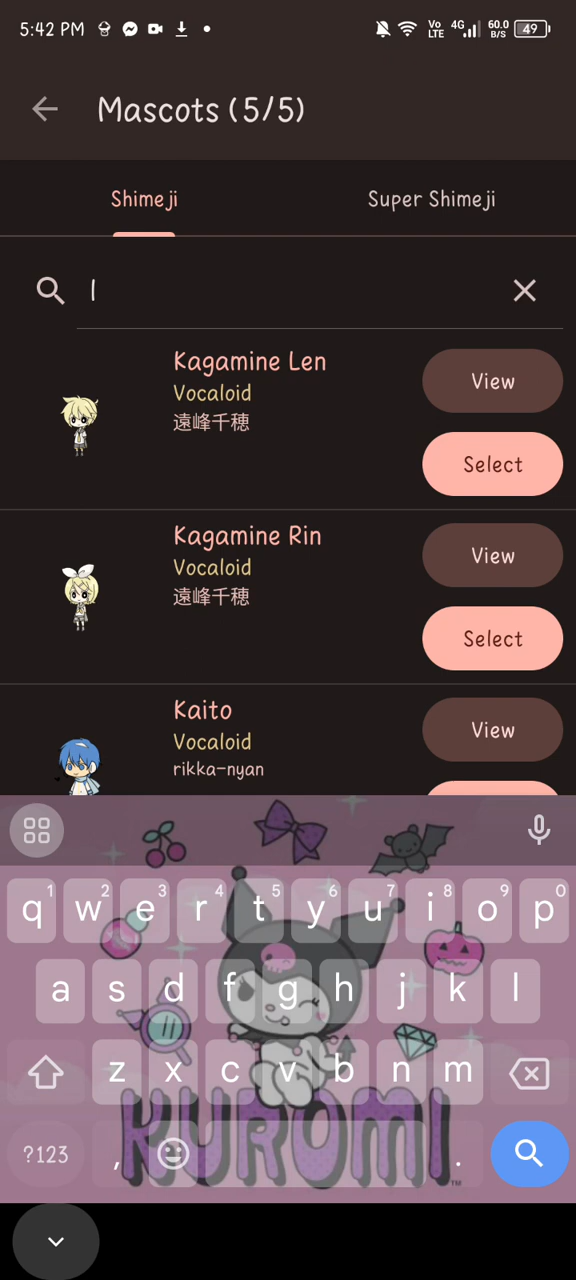 5:42 PM
Vo LTE 4G 60.0 B/S 49
Mascots (5/5)
Shimeji Super Shimeji
l
Kagamine Len
Vocaloid
遠峰千穂
View
Select
Kagamine Rin
Vocaloid
遠峰千穂
View
Select
Kaito
Vocaloid
rikka-nyan
View
1 2 3 4 5 6 7 8 9 0
q w e r t y u i o p
a s d f g h j k l
z x c v b n m
KUROMI™
?123 , .